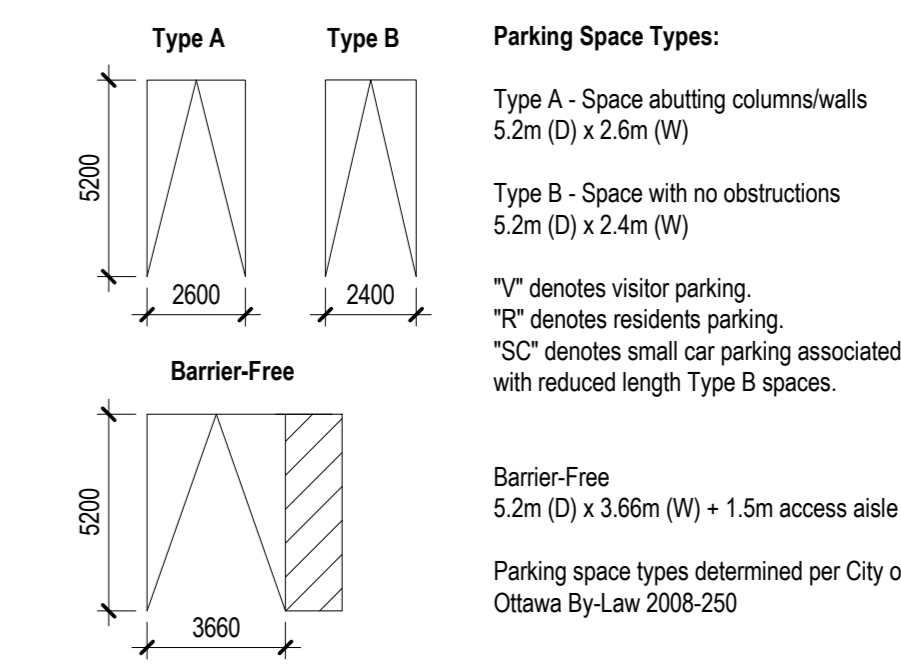 Type A
Type B
5200
2600
2400
Barrier-Free
5200
3660
Parking Space Types:
Type A - Space abutting columns/walls
5.2m (D) x 2.6m (W)
Type B - Space with no obstructions
5.2m (D) x 2.4m (W)
"V" denotes visitor parking.
"R" denotes residents parking.
"SC" denotes small car parking associated
with reduced length Type B spaces.
Barrier-Free
5.2m (D) x 3.66m (W) + 1.5m access aisle
Parking space types determined per City o
Ottawa By-Law 2008-250